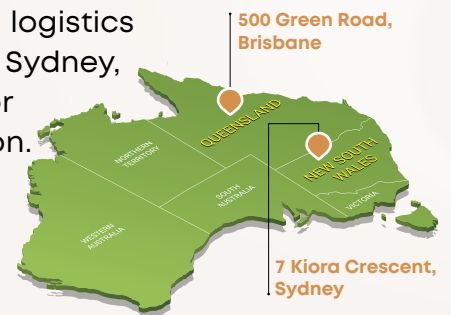 logistics
Sydney,
or
on.
500 Green Road,
Brisbane
QUEENSLAND
NORTHERN
TERRITORY
NEW SOUTH
WALES
SOUTH
AUSTRALIA
VICTORIA
WESTERN
AUSTRALIA
7 Kiora Crescent,
Sydney